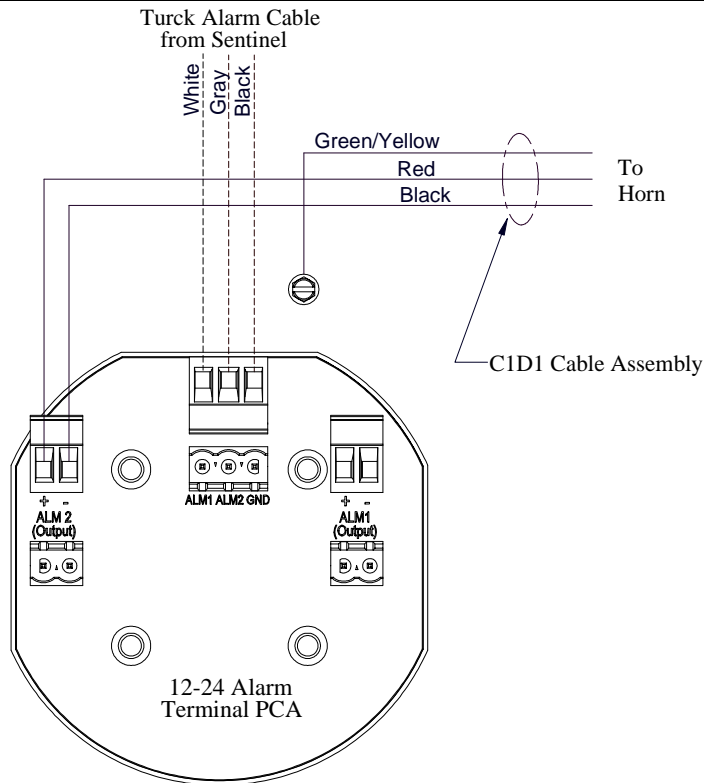 Turck Alarm Cable
from Sentinel
White
Gray
Black
Green/Yellow
Red
Black
To
Horn
C1D1 Cable Assembly
+ -
ALM 2
(Output)
ALM1 ALM2 GND
+ -
ALM1
(Output)
12-24 Alarm
Terminal PCA